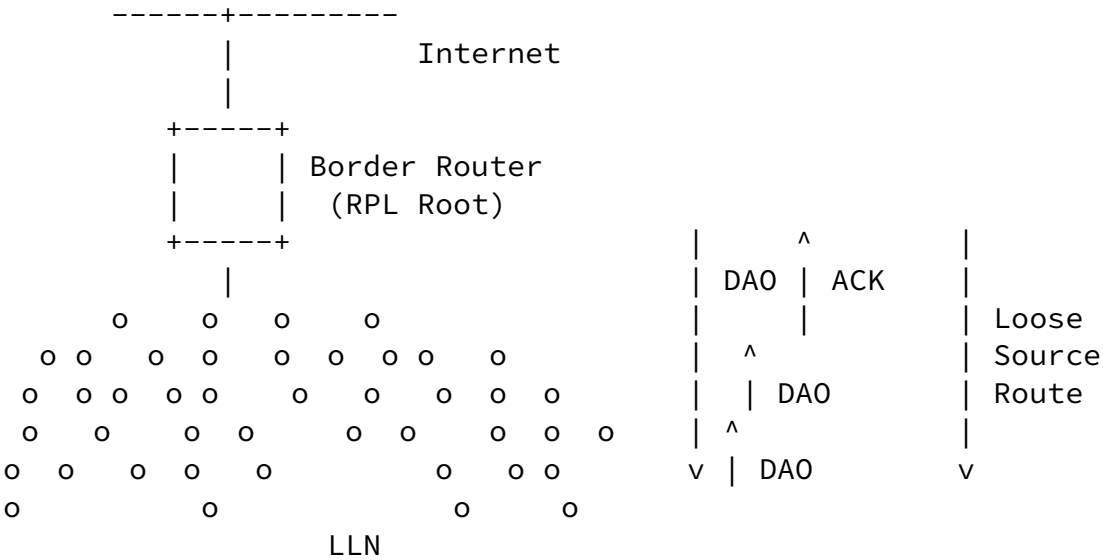 ------+---------
| Internet
|
+-----+
| | Border Router
| | (RPL Root)
+-----+ | ^ |
| | DAO | ACK |
o o o o | | | Loose
o o o o o o o o o | ^ | Source
o o o o o o o o o o | | DAO | Route
o o o o o o o o o | ^ |
o o o o o o o o v | DAO v
o o o o
LLN